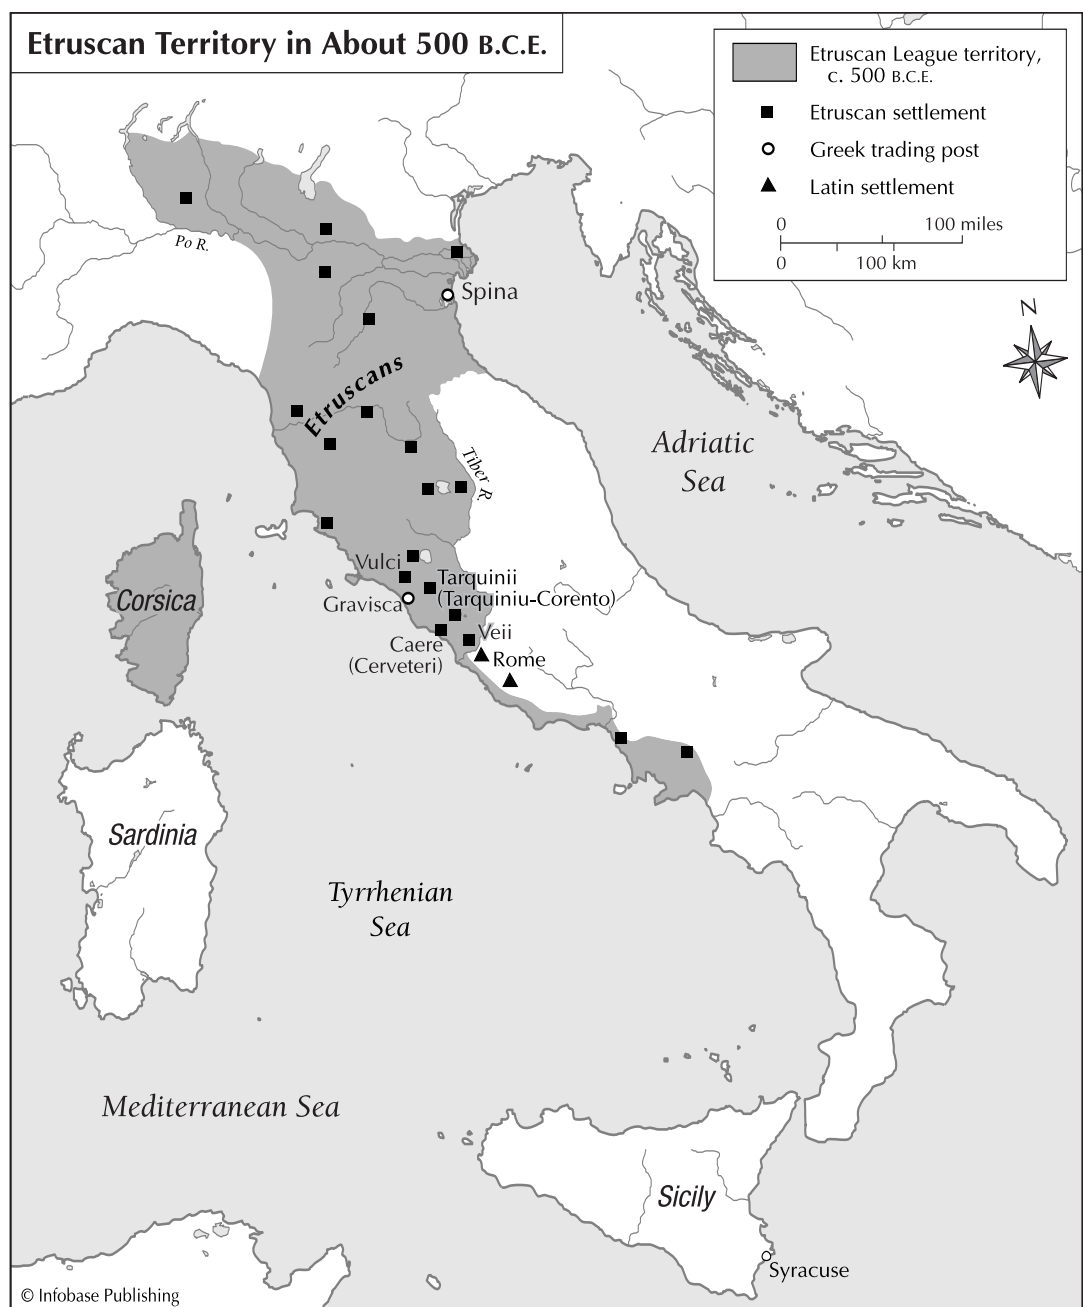 Etruscan Territory in About 500 B.C.E.
Etruscan League territory,
c. 500 B.C.E.
Etruscan settlement
Greek trading post
Latin settlement
0 100 miles
0 100 km
N
Po R.
Spina
Etruscans
Adriatic
Sea
Tiber R.
Vulci
Tarquinii
(Tarquiniu-Corento)
Gravisca
Corsica
Veii
Caere
(Cerveteri)
Rome
Sardinia
Tyrrhenian
Sea
Mediterranean Sea
Sicily
Syracuse
© Infobase Publishing